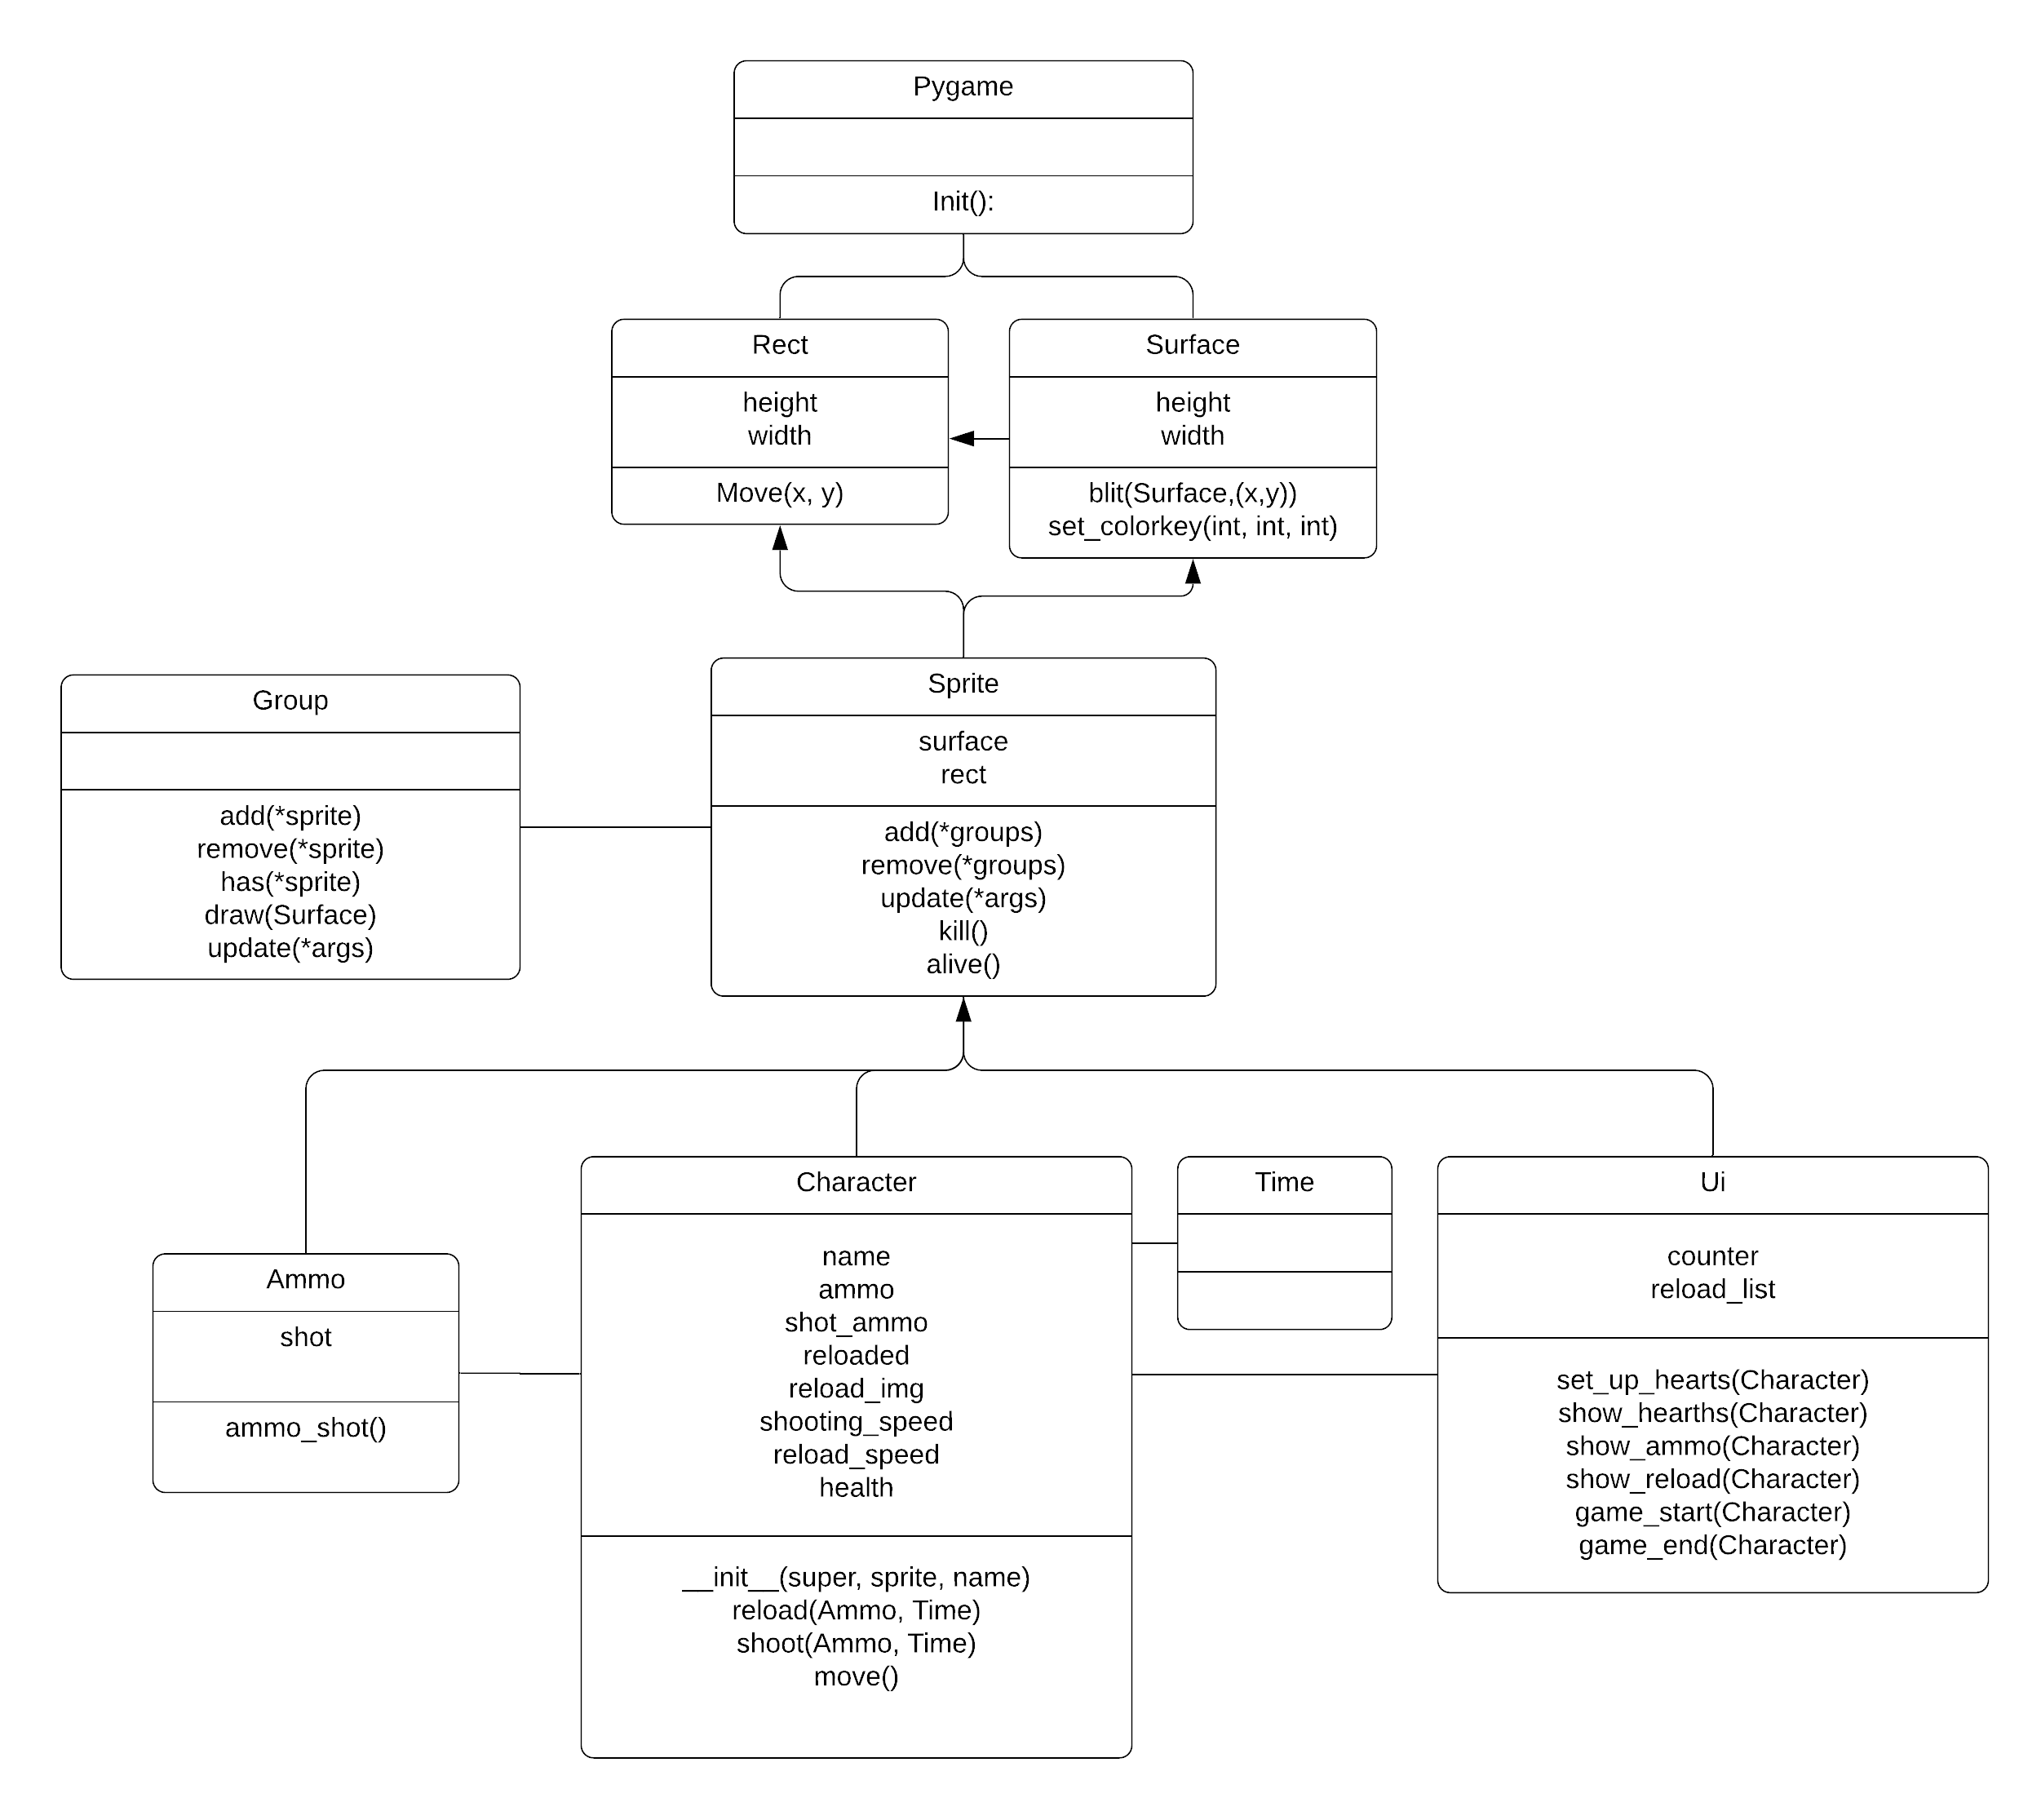 Pygame
Init():
Rect
height
width
Move(x, y)
Surface
height
width
blit(Surface,(x,y))
set_colorkey(int, int, int)
Group
add(*sprite)
remove(*sprite)
has(*sprite)
draw(Surface)
update(*args)
Sprite
surface
rect
add(*groups)
remove(*groups)
update(*args)
kill()
alive()
Ammo
shot
ammo_shot()
Character
name
ammo
shot_ammo
reloaded
reload_img
shooting_speed
reload_speed
health
__init__(super, sprite, name)
reload(Ammo, Time)
shoot(Ammo, Time)
move()
Time
Ui
counter
reload_list
set_up_hearts(Character)
show_hearths(Character)
show_ammo(Character)
show_reload(Character)
game_start(Character)
game_end(Character)